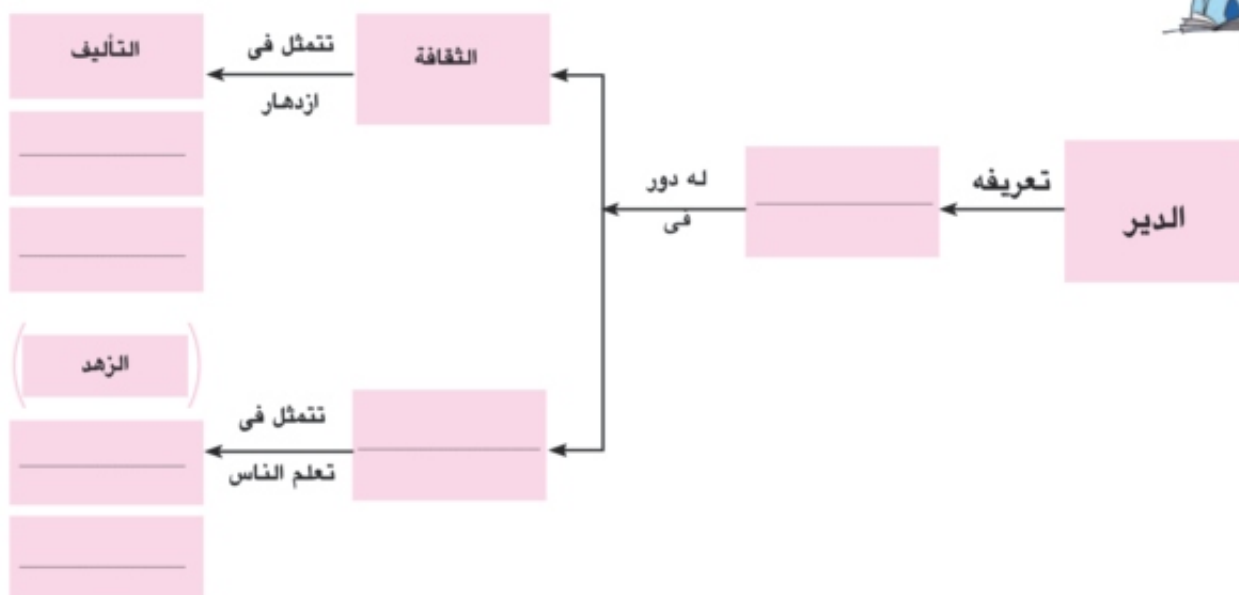 الدير
تعريفه
له دور
فى
الثقافة
تتمثل فى
ازدهار
التأليف
تتمثل فى
تعلم الناس
(الزهد)